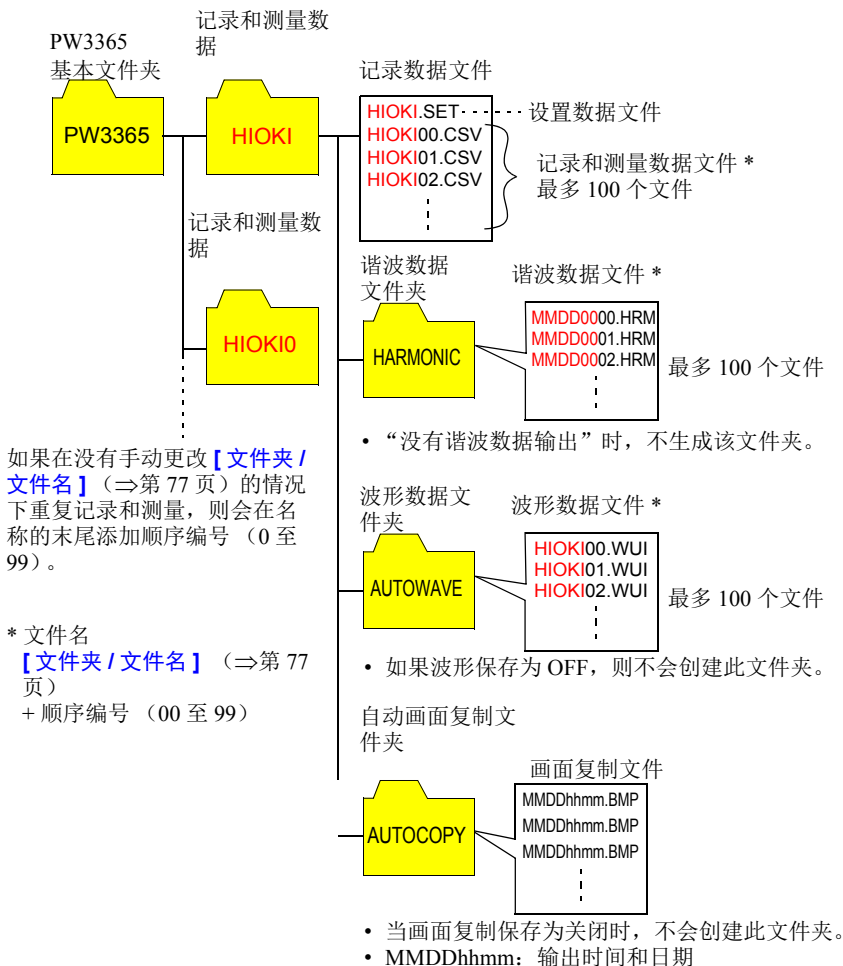 PW3365
基本文件夹
记录和测量数
据
记录数据文件
PW3365
HIOKI
HIOKI.SET
设置数据文件
HIOKI00.CSV
HIOKI01.CSV
HIOKI02.CSV
记录和测量数据文件 *
最多 100 个文件
记录和测量数
据
HIOKI0
谐波数据
文件夹
谐波数据文件 *
HARMONIC
MMDD0000.HRM
MMDD0001.HRM
MMDD0002.HRM
最多 100 个文件
• “没有谐波数据输出”时，不生成该文件夹。
如果在没有手动更改 [ 文件夹 /
文件名 ] （⇒第 77 页）的情况
下重复记录和测量，则会在名
称的末尾添加顺序编号 （0 至
99）。
* 文件名
[ 文件夹 / 文件名 ] （⇒第 77
页）
+ 顺序编号 （00 至 99）
波形数据文
件夹
波形数据文件 *
AUTOWAVE
HIOKI00.WUI
HIOKI01.WUI
HIOKI02.WUI
最多 100 个文件
• 如果波形保存为 OFF，则不会创建此文件夹。
自动画面复制文
件夹
画面复制文件
AUTOCOPY
MMDDhhmm.BMP
MMDDhhmm.BMP
MMDDhhmm.BMP
• 当画面复制保存为关闭时，不会创建此文件夹。
• MMDDhhmm：输出时间和日期